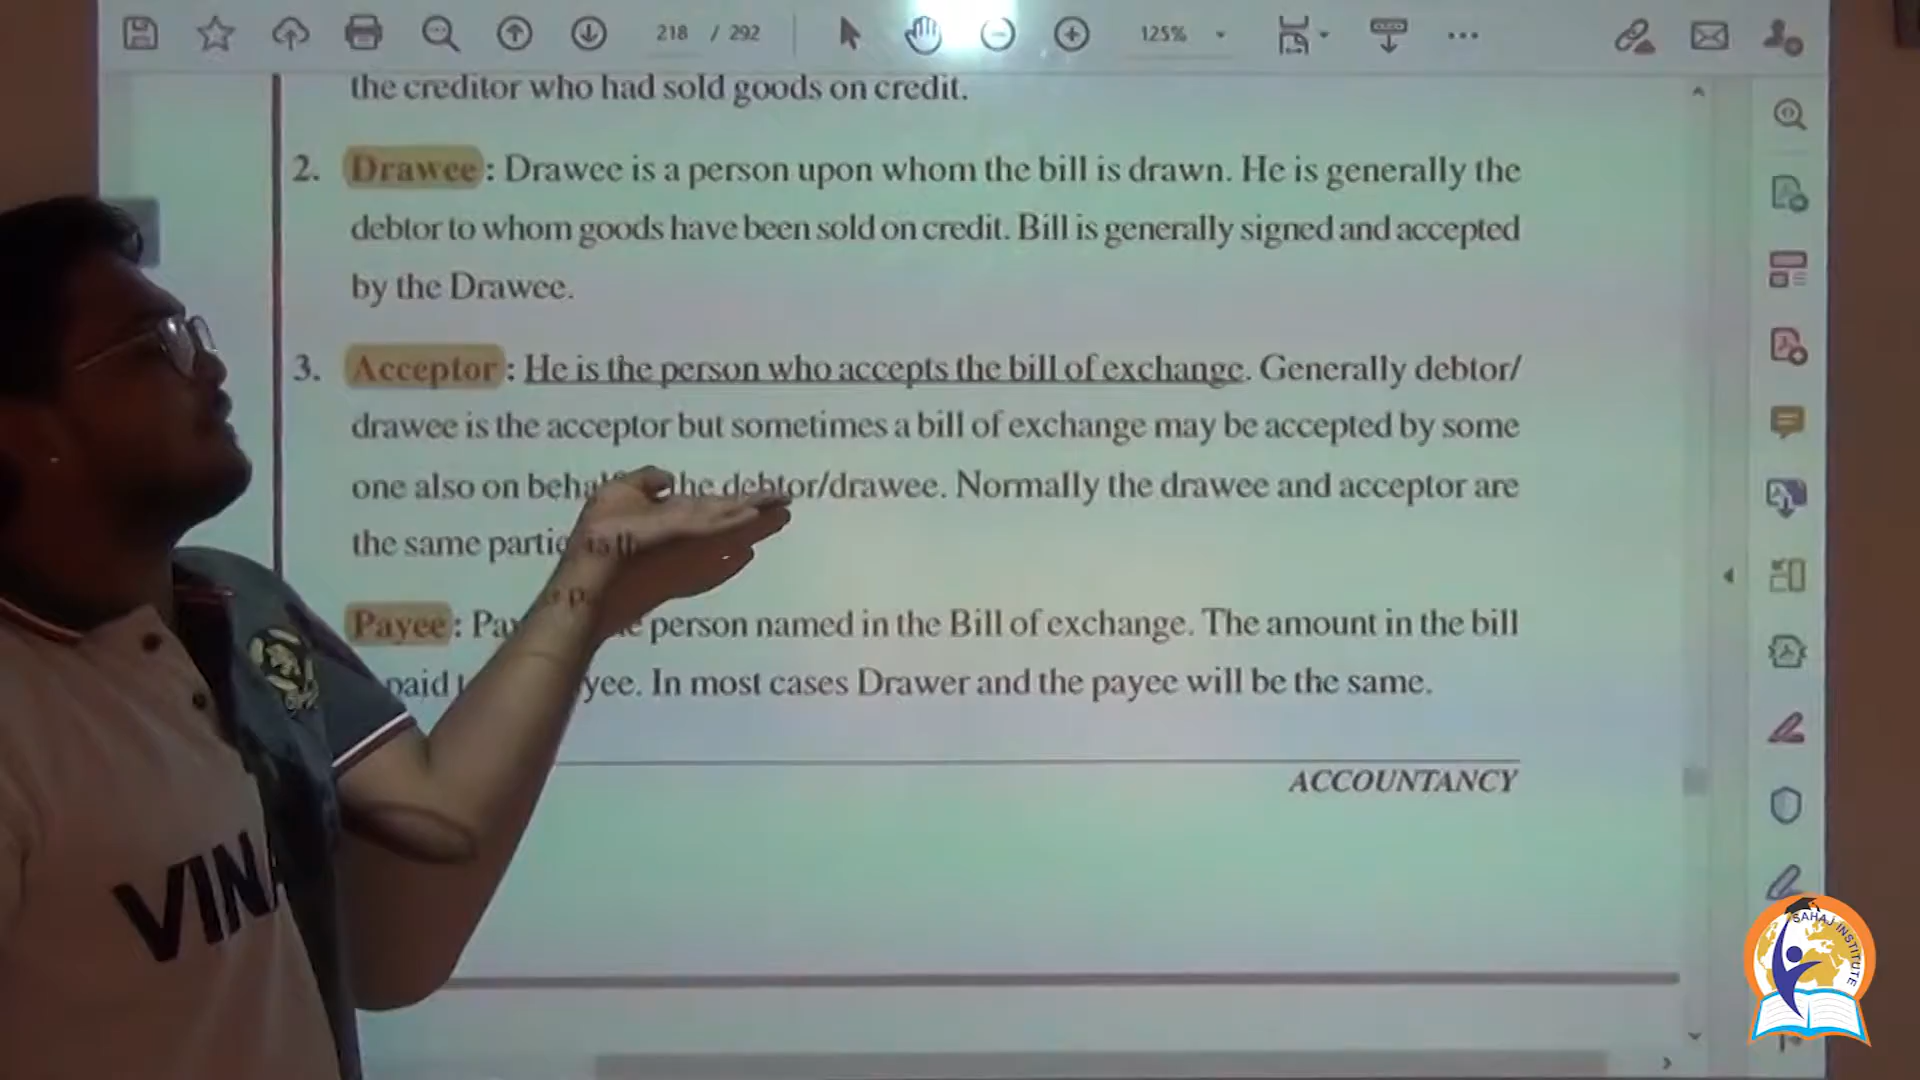 218 / 292
125%
the creditor who had sold goods on credit.
2. Drawee : Drawee is a person upon whom the bill is drawn. He is generally the
debtor to whom goods have been sold on credit. Bill is generally signed and accepted
by the Drawee.
3. Acceptor : He is the person who accepts the bill of exchange. Generally debtor/
drawee is the acceptor but sometimes a bill of exchange may be accepted by some
one also on behalf the debtor/drawee. Normally the drawee and acceptor are
the same
Payee : person named in the Bill of exchange. The amount in the bill
paid yee. In most cases Drawer and the payee will be the same.
ACCOUNTANCY
VINA
SAHAJ INSTITUTE